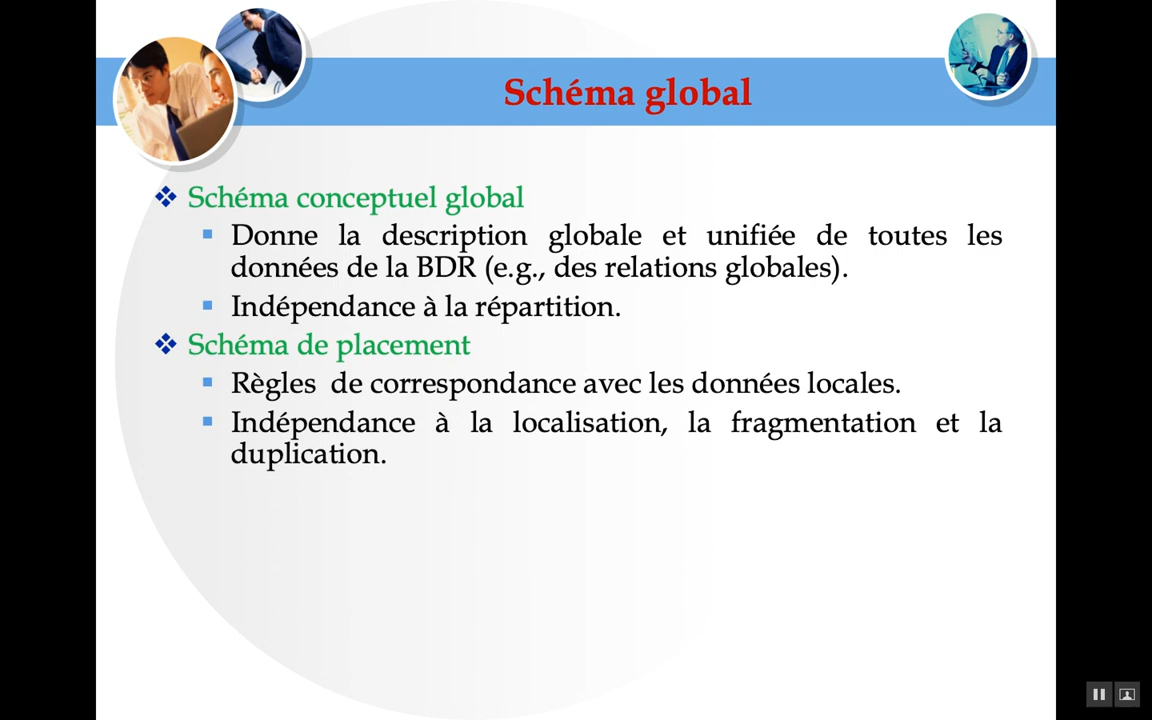 Schéma global
❖ Schéma conceptuel global
▪ Donne la description globale et unifiée de toutes les
données de la BDR (e.g., des relations globales).
▪ Indépendance à la répartition.
❖ Schéma de placement
▪ Règles de correspondance avec les données locales.
▪ Indépendance à la localisation, la fragmentation et la
duplication.